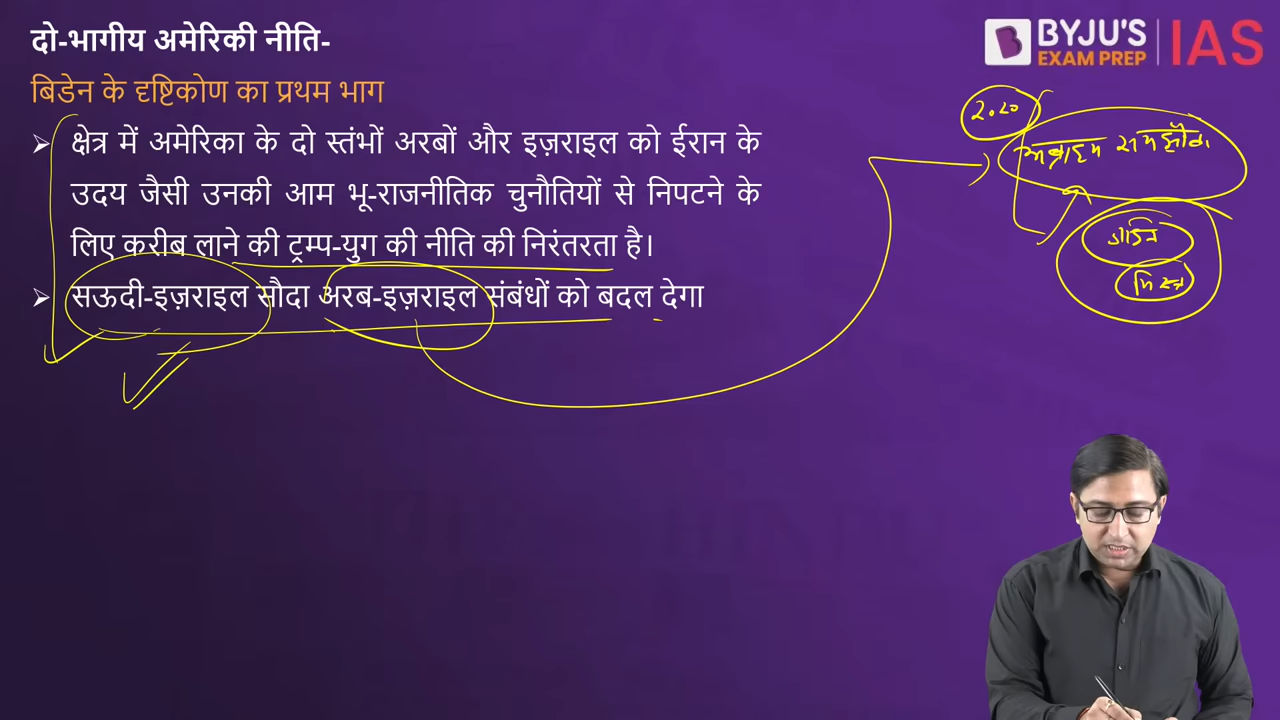 दो-भागीय अमेरिकी नीति-
BYJU'S
EXAM PREP
IAS
बिडेन के दृष्टिकोण का प्रथम भाग
क्षेत्र में अमेरिका के दो स्तंभों अरबों और इज़राइल को ईरान के
उदय जैसी उनकी आम भू-राजनीतिक चुनौतियों से निपटने के
लिए करीब लाने की ट्रम्प-युग की नीति की निरंतरता है।
सऊदी-इज़राइल सौदा अरब-इज़राइल संबंधों को बदल देगा
२०२०
अब्राहम समझौता
जॉर्डन
मिस्त्र